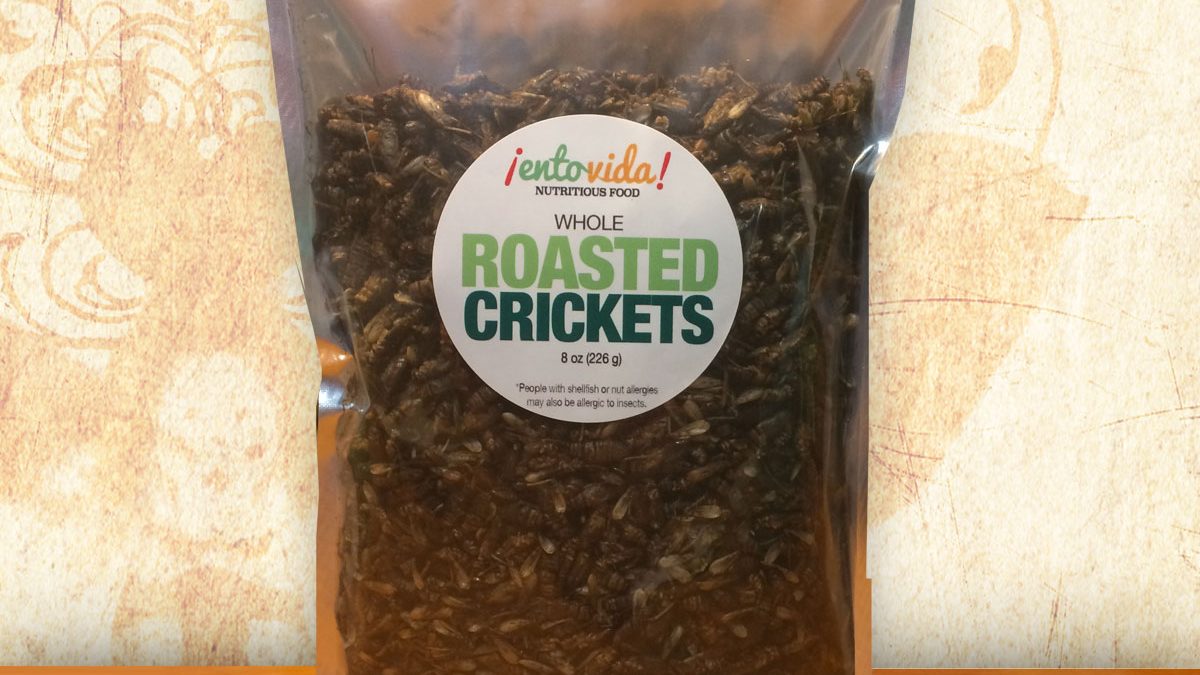 ¡entovida!
NUTRITIOUS FOOD
WHOLE
ROASTED
CRICKETS
8 oz (226 g)
*People with shellfish or nut allergies
may also be allergic to insects.